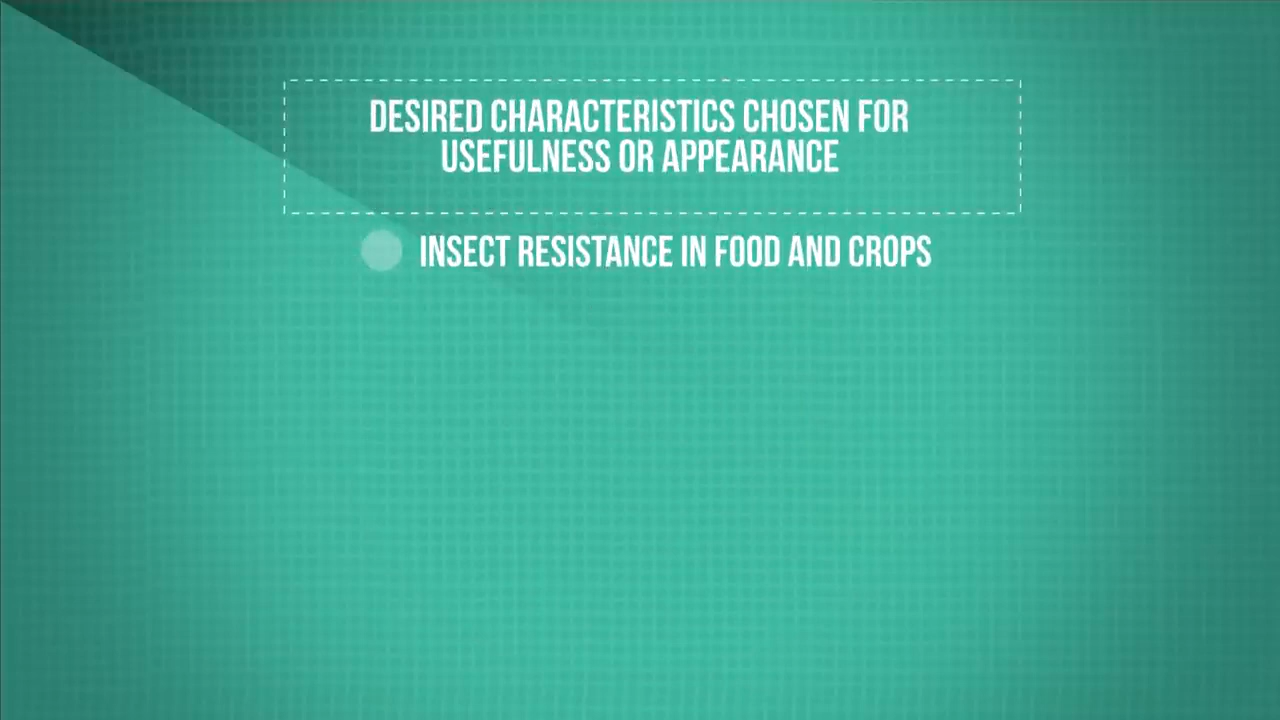 DESIRED CHARACTERISTICS CHOSEN FOR
USEFULNESS OR APPEARANCE
INSECT RESISTANCE IN FOOD AND CROPS